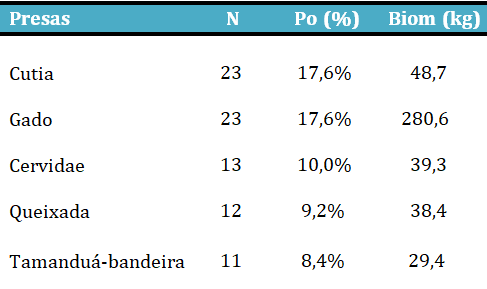 Presas N Po (%) Biom (kg)
Cutia 23 17,6% 48,7
Gado 23 17,6% 280,6
Cervidae 13 10,0% 39,3
Queixada 12 9,2% 38,4
Tamanduá-bandeira 11 8,4% 29,4